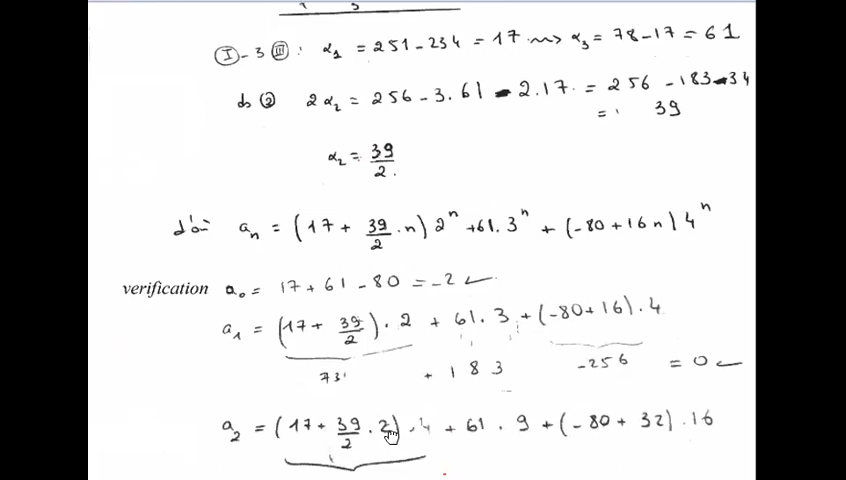 (I) - 3 (III) : α₁ = 251 - 234 = 17 ⇝ α₃ = 78 - 17 = 61
ds (2) 2α₂ = 256 - 3.61 - 2.17. = 256 - 183 - 34
= 39
α₂ = 39/2.
d'où aₙ = (17 + 39/2 . n) 2ⁿ + 61. 3ⁿ + (-80 + 16n) 4ⁿ
verification a₀ = 17 + 61 - 80 = -2 ✓
a₁ = (17 + 39/2) . 2 + 61. 3 + (-80 + 16) . 4
73 + 183 -256 = 0 ✓
a₂ = (17 + 39/2 . 2) . 4 + 61 . 9 + (-80 + 32) . 16